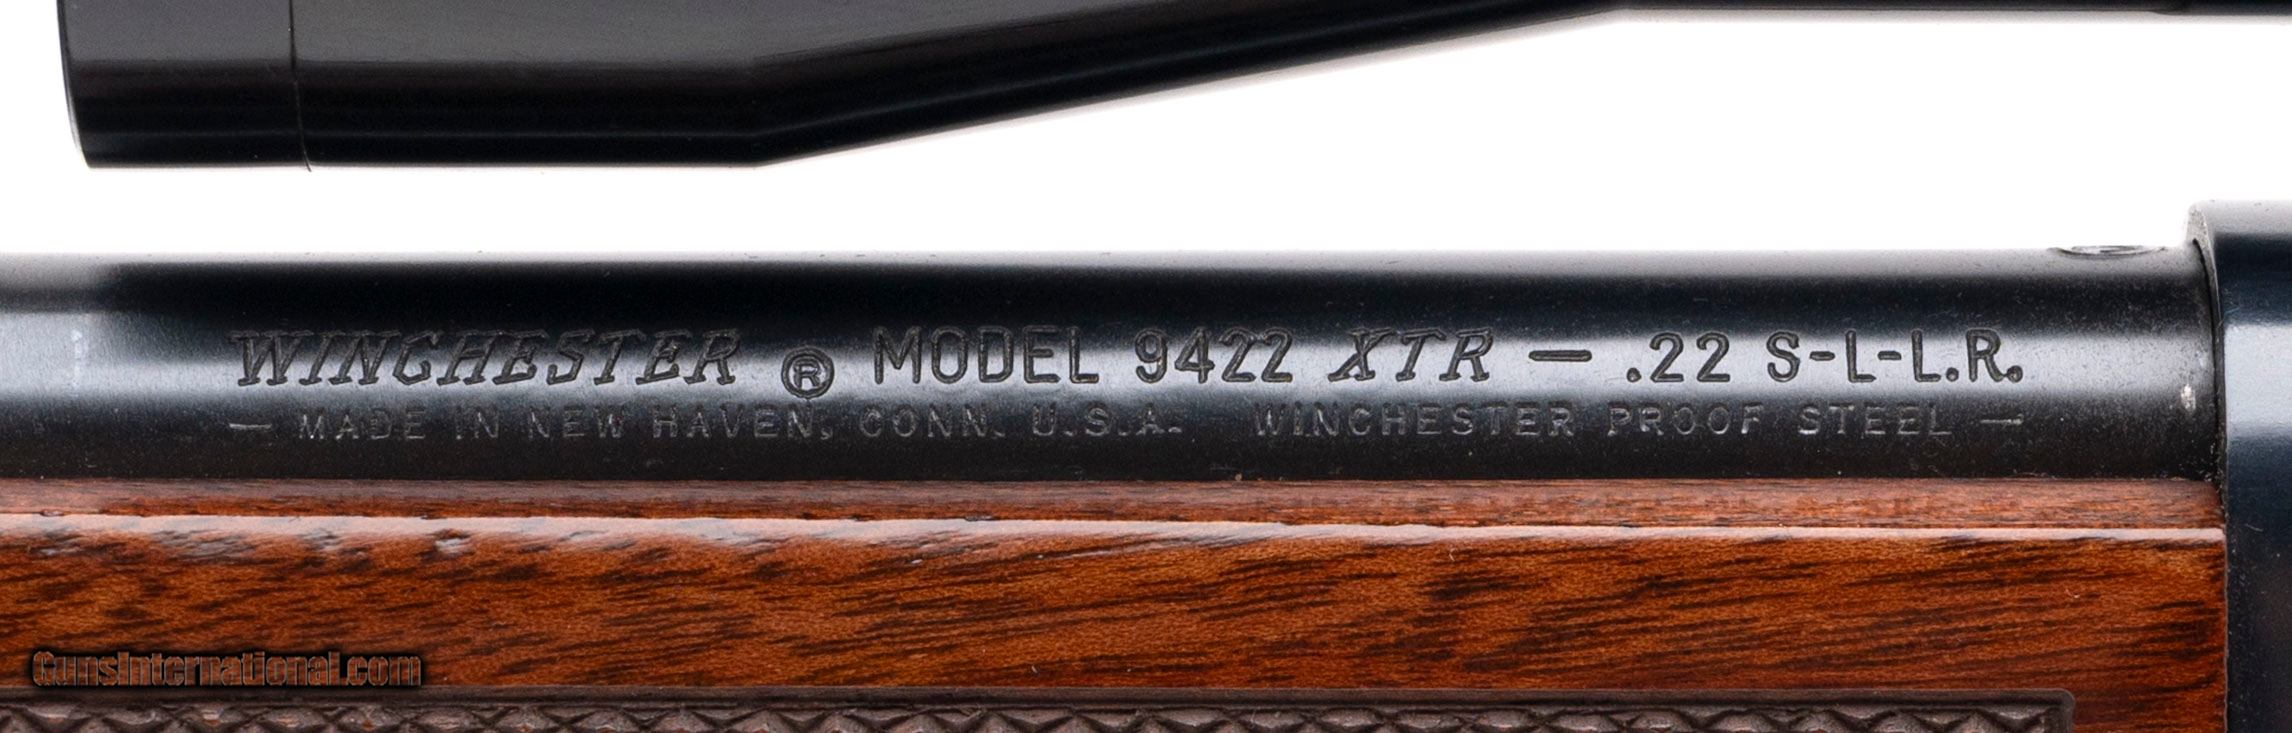 WINCHESTER ® MODEL 9422 XTR — .22 S-L-L.R.
— MADE IN NEW HAVEN, CONN. U.S.A. — WINCHESTER PROOF STEEL —
GunsInternational.com